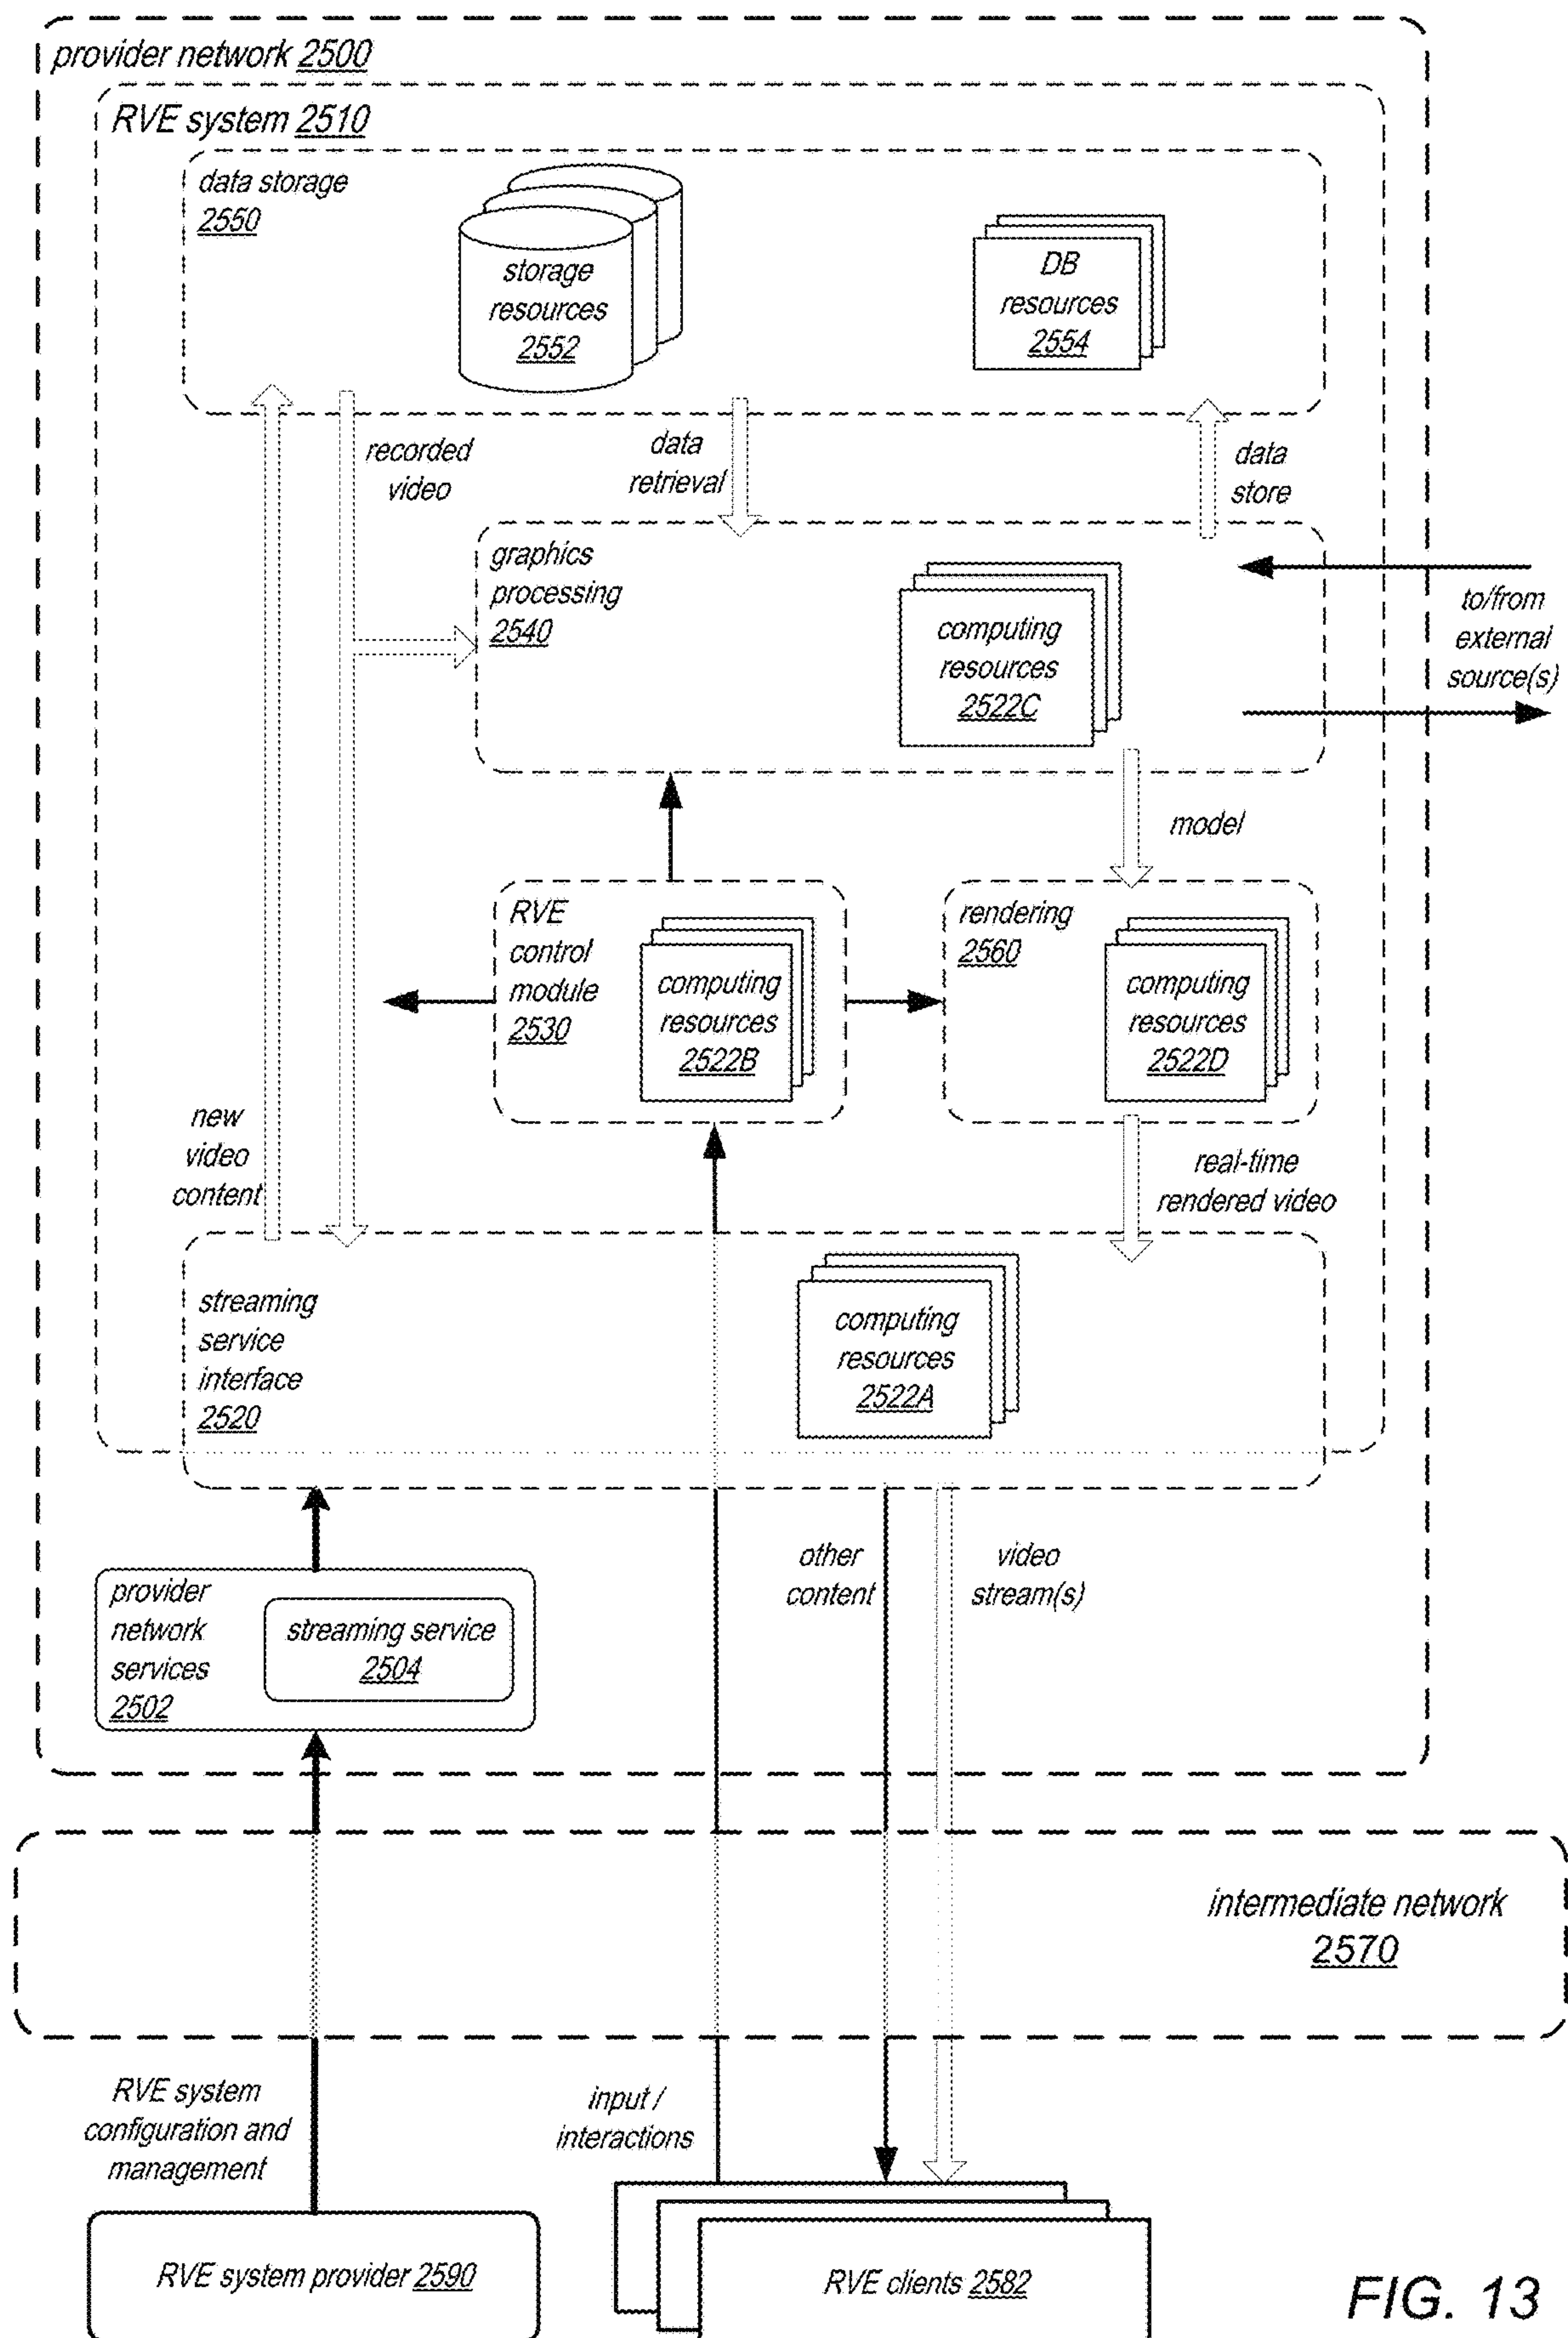 provider network 2500
RVE system 2510
data storage
2550
storage
resources
2552
DB
resources
2554
recorded
video
data
retrieval
data
store
graphics
processing
2540
computing
resources
2522C
to/from
external
source(s)
model
RVE
control
module
2530
computing
resources
2522B
rendering
2560
computing
resources
2522D
new
video
content
real-time
rendered video
streaming
service
interface
2520
computing
resources
2522A
other
content
video
stream(s)
provider
network
services
2502
streaming service
2504
intermediate network
2570
RVE system
configuration and
management
input /
interactions
RVE system provider 2590
RVE clients 2582
FIG. 13